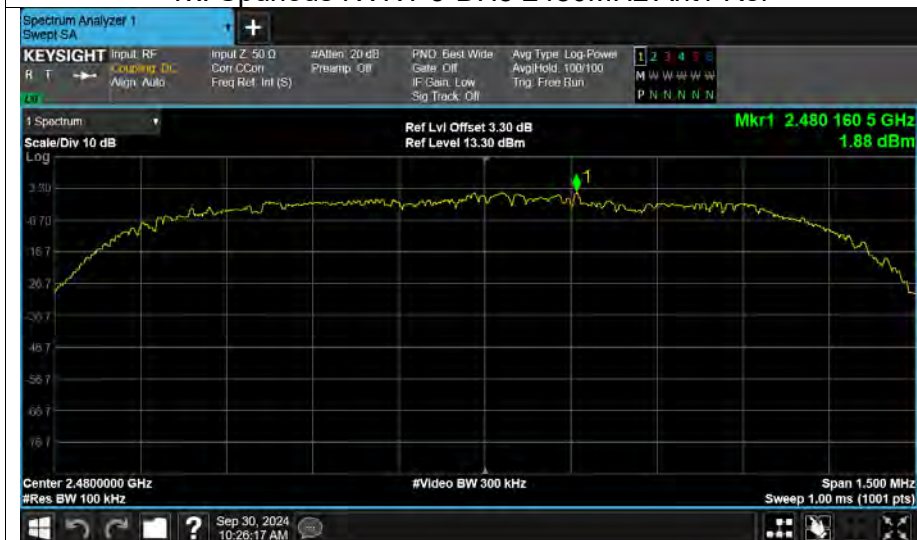 Spectrum Analyzer 1
Swept SA
KEYSIGHT
R T
Input: RF
Coupling: DC
Align: Auto
Input Z: 50 Ω
Corr CCorr
Freq Ref: Int (S)
#Atten: 20 dB
Preamp: Off
PNO: Best Wide
Gate: Off
IF Gain: Low
Sig Track: Off
Avg Type: Log-Power
Avg|Hold: 100/100
Trig: Free Run
1 2 3 4 5 6
M W W W W W
P N N N N N
1 Spectrum
Scale/Div 10 dB
Log
Ref Lvl Offset 3.30 dB
Ref Level 13.30 dBm
Mkr1 2.480 160 5 GHz
1.88 dBm
1
3.30
-6.70
-16.7
-26.7
-36.7
-46.7
-56.7
-66.7
-76.7
Center 2.4800000 GHz
#Res BW 100 kHz
#Video BW 300 kHz
Span 1.500 MHz
Sweep 1.00 ms (1001 pts)
?
Sep 30, 2024
10:26:17 AM